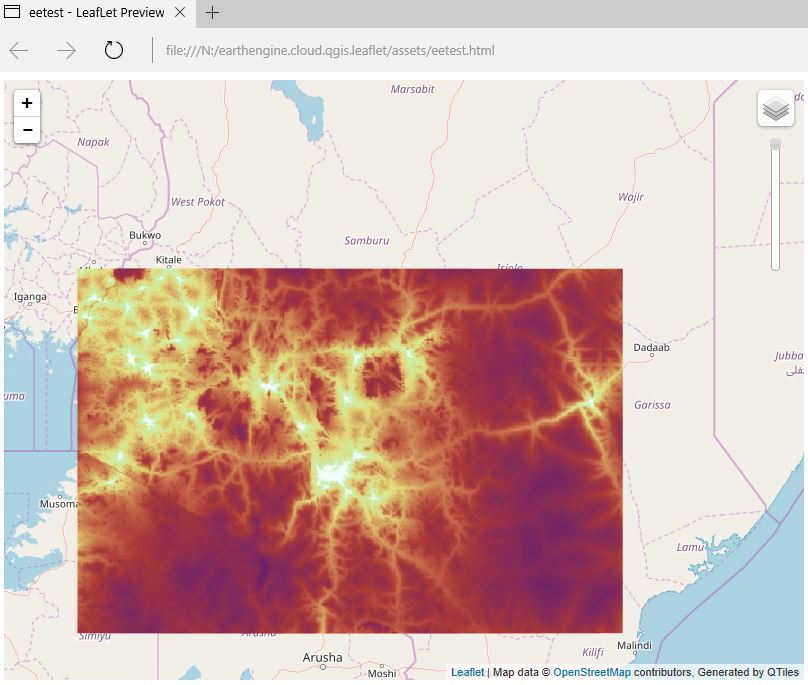 eetest - LeafLet Preview
file:///N:/earthengine.cloud.qgis.leaflet/assets/eetest.html
+
−
Marsabit
Napak
West Pokot
Wajir
Bukwo
Samburu
Kitale
Isiolo
Iganga
Dadaab
Jubba
uma
Garissa
Musoma
Lamu
Simiyu
Arusha
Kilifi
Malindi
Arusha
Moshi
Leaflet | Map data © OpenStreetMap contributors, Generated by QTiles